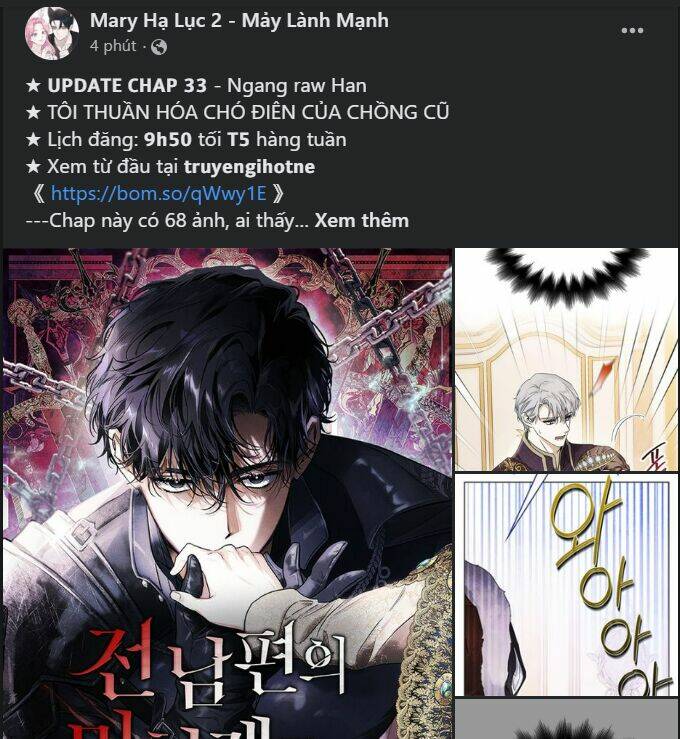 Mary Hạ Lục 2 - Mảy Lành Mạnh
4 phút ·
★ UPDATE CHAP 33 - Ngang raw Han
★ TÔI THUẦN HÓA CHÓ ĐIÊN CỦA CHỒNG CŨ
★ Lịch đăng: 9h50 tối T5 hàng tuần
★ Xem từ đầu tại truyengihotne
《 https://bom.so/qWwy1E 》
---Chap này có 68 ảnh, ai thấy... Xem thêm
전남편의
와아아아